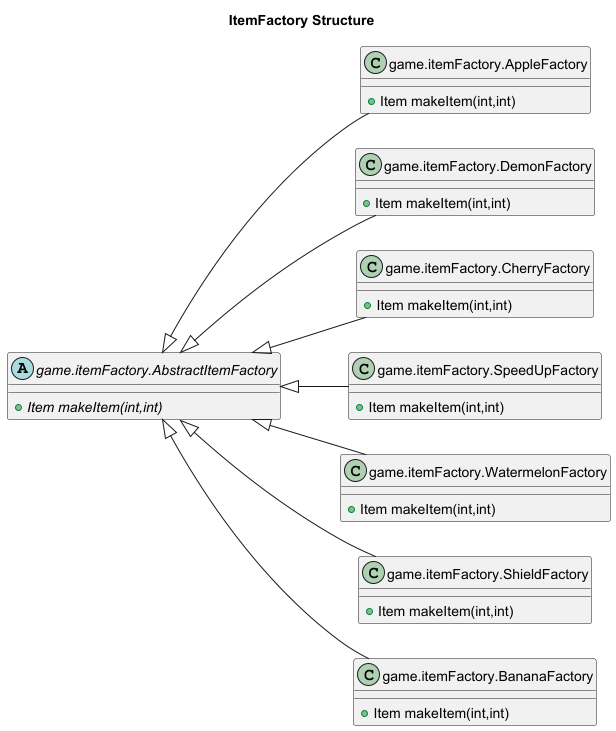 ItemFactory Structure
C game.itemFactory.AppleFactory
Item makeItem(int,int)
C game.itemFactory.DemonFactory
Item makeItem(int,int)
C game.itemFactory.CherryFactory
Item makeItem(int,int)
A game.itemFactory.AbstractItemFactory
Item makeItem(int,int)
C game.itemFactory.SpeedUpFactory
Item makeItem(int,int)
C game.itemFactory.WatermelonFactory
Item makeItem(int,int)
C game.itemFactory.ShieldFactory
Item makeItem(int,int)
C game.itemFactory.BananaFactory
Item makeItem(int,int)